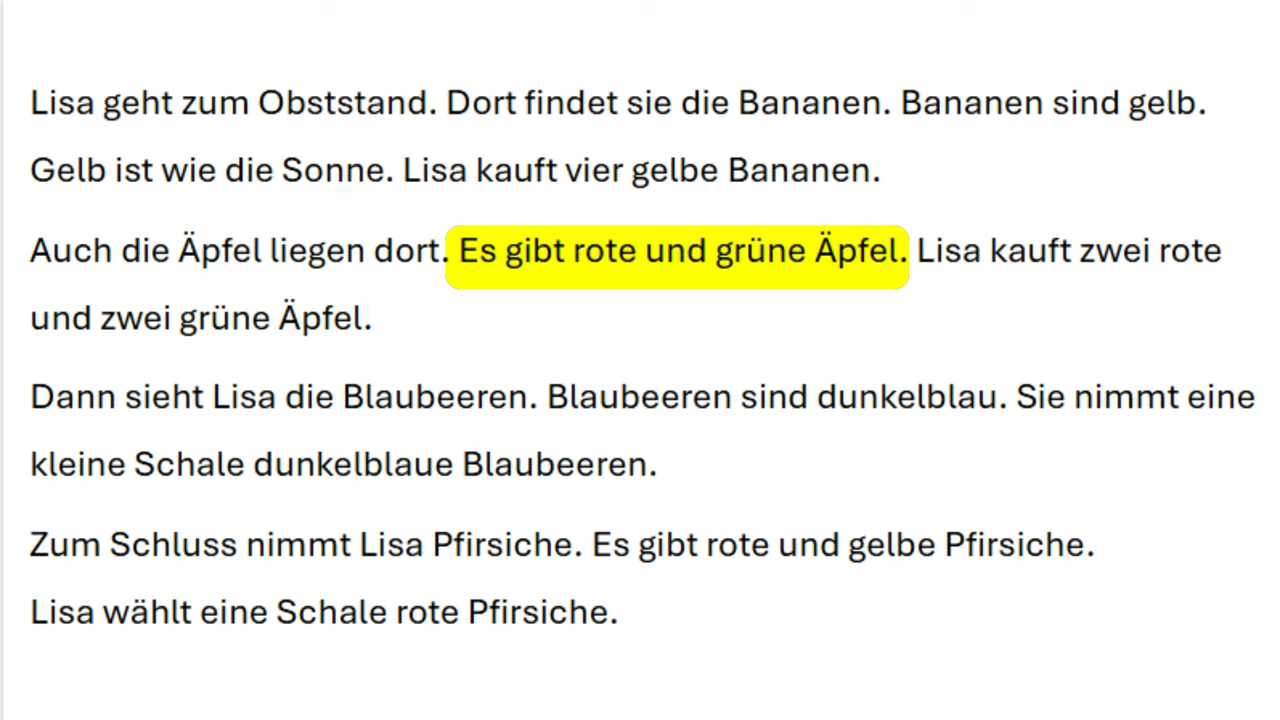 Lisa geht zum Obststand. Dort findet sie die Bananen. Bananen sind gelb.
Gelb ist wie die Sonne. Lisa kauft vier gelbe Bananen.
Auch die Äpfel liegen dort. Es gibt rote und grüne Äpfel. Lisa kauft zwei rote
und zwei grüne Äpfel.
Dann sieht Lisa die Blaubeeren. Blaubeeren sind dunkelblau. Sie nimmt eine
kleine Schale dunkelblaue Blaubeeren.
Zum Schluss nimmt Lisa Pfirsiche. Es gibt rote und gelbe Pfirsiche.
Lisa wählt eine Schale rote Pfirsiche.